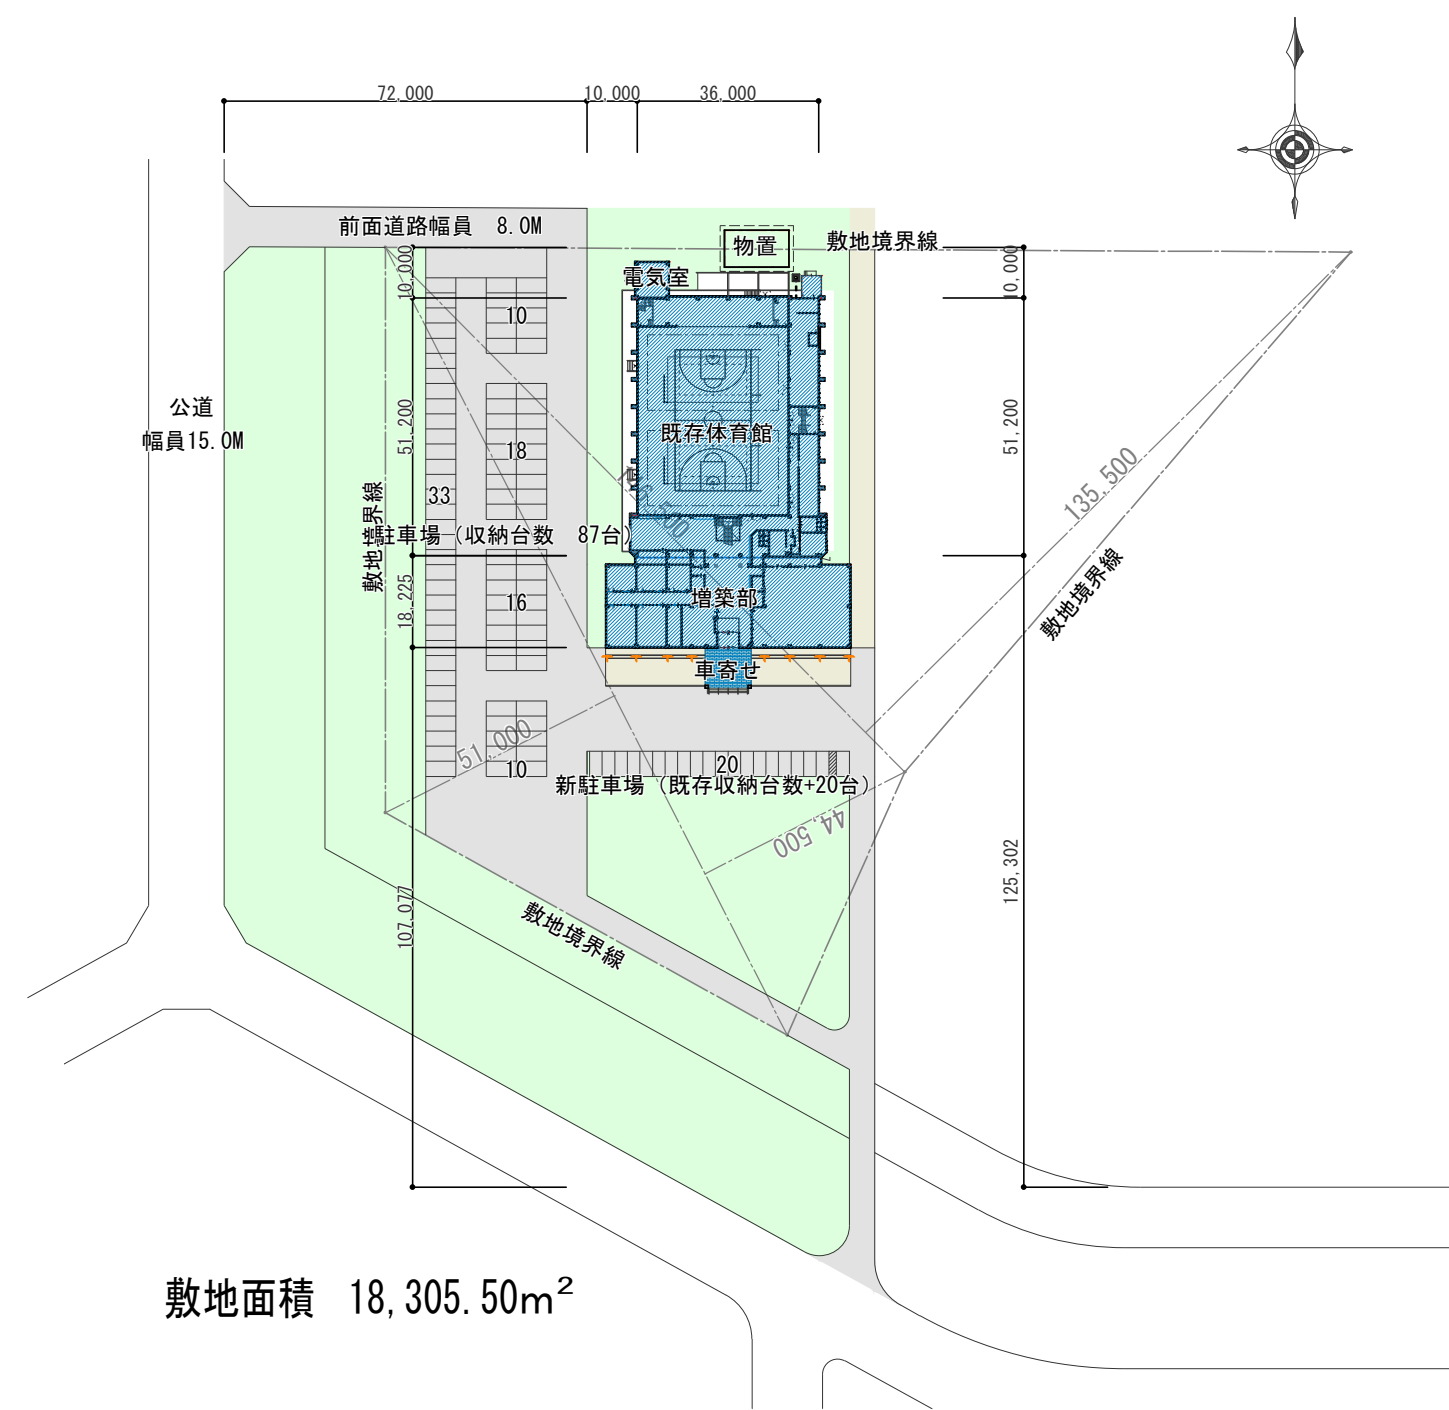 72,000
10,000
36,000
前面道路幅員　8.0M
物置
敷地境界線
電気室
10,000
10,000
10
公道
幅員15.0M
51,200
18
既存体育館
51,200
135,500
33
敷地境界線
駐車場（収納台数　87台）
敷地境界線
18,225
16
増築部
車寄せ
51,000
10
20
新駐車場（既存収納台数+20台）
44,500
107,077
125,302
敷地境界線
敷地面積　18,305.50m²